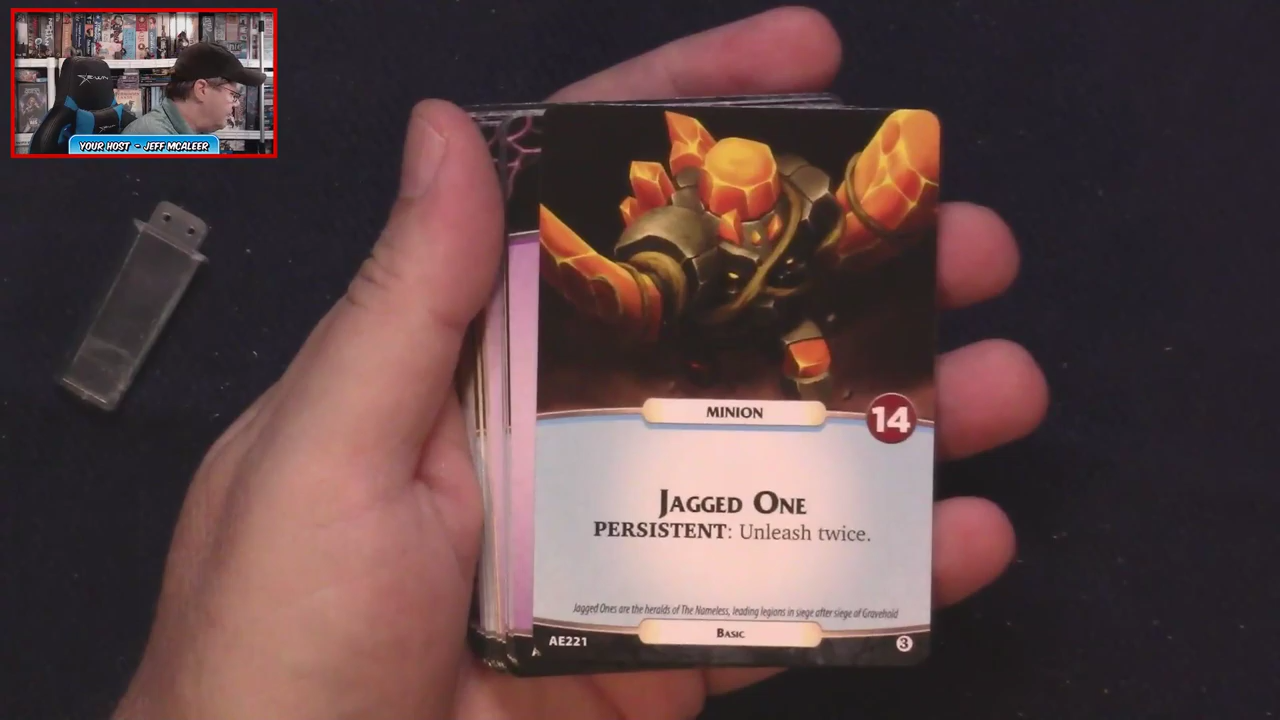 YOUR HOST - JEFF MCALEER
MINION
14
JAGGED ONE
PERSISTENT: Unleash twice.
Jagged Ones are the heralds of The Nameless, leading legions in siege after siege of Gravehold
BASIC
AE221
3